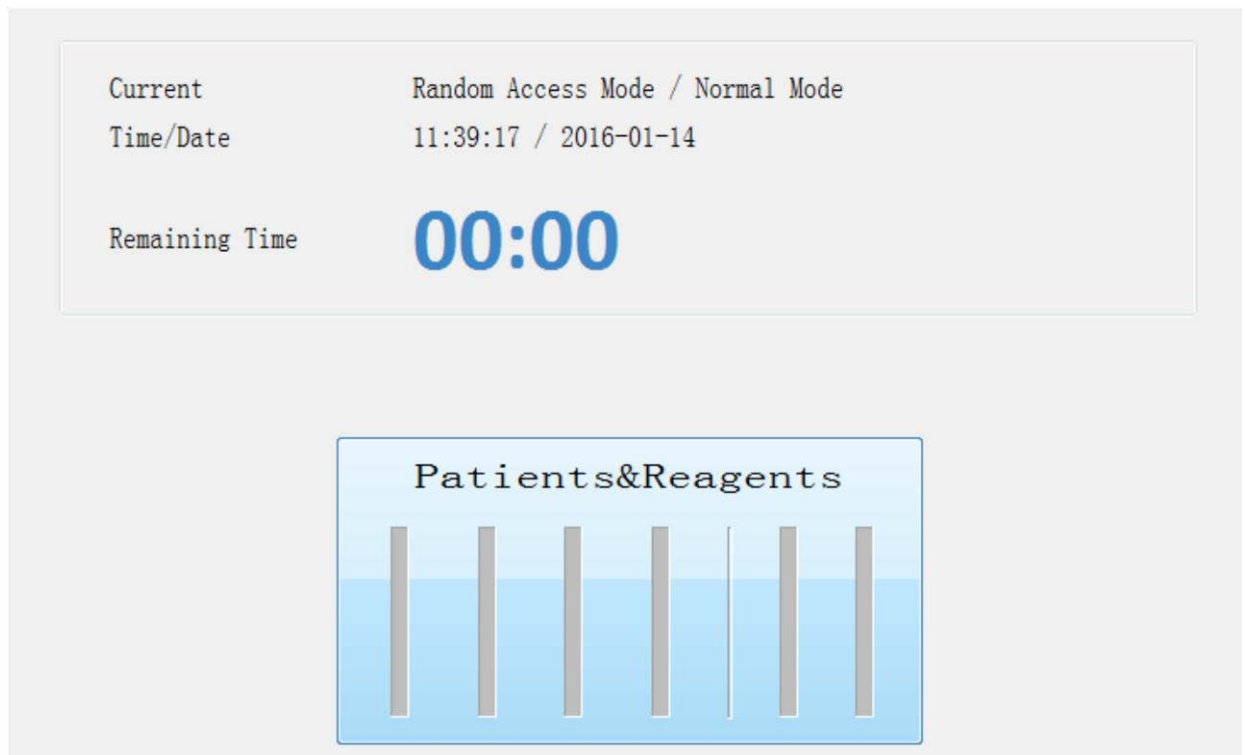 Current Random Access Mode / Normal Mode
Time/Date 11:39:17 / 2016-01-14
Remaining Time 00:00
Patients&Reagents